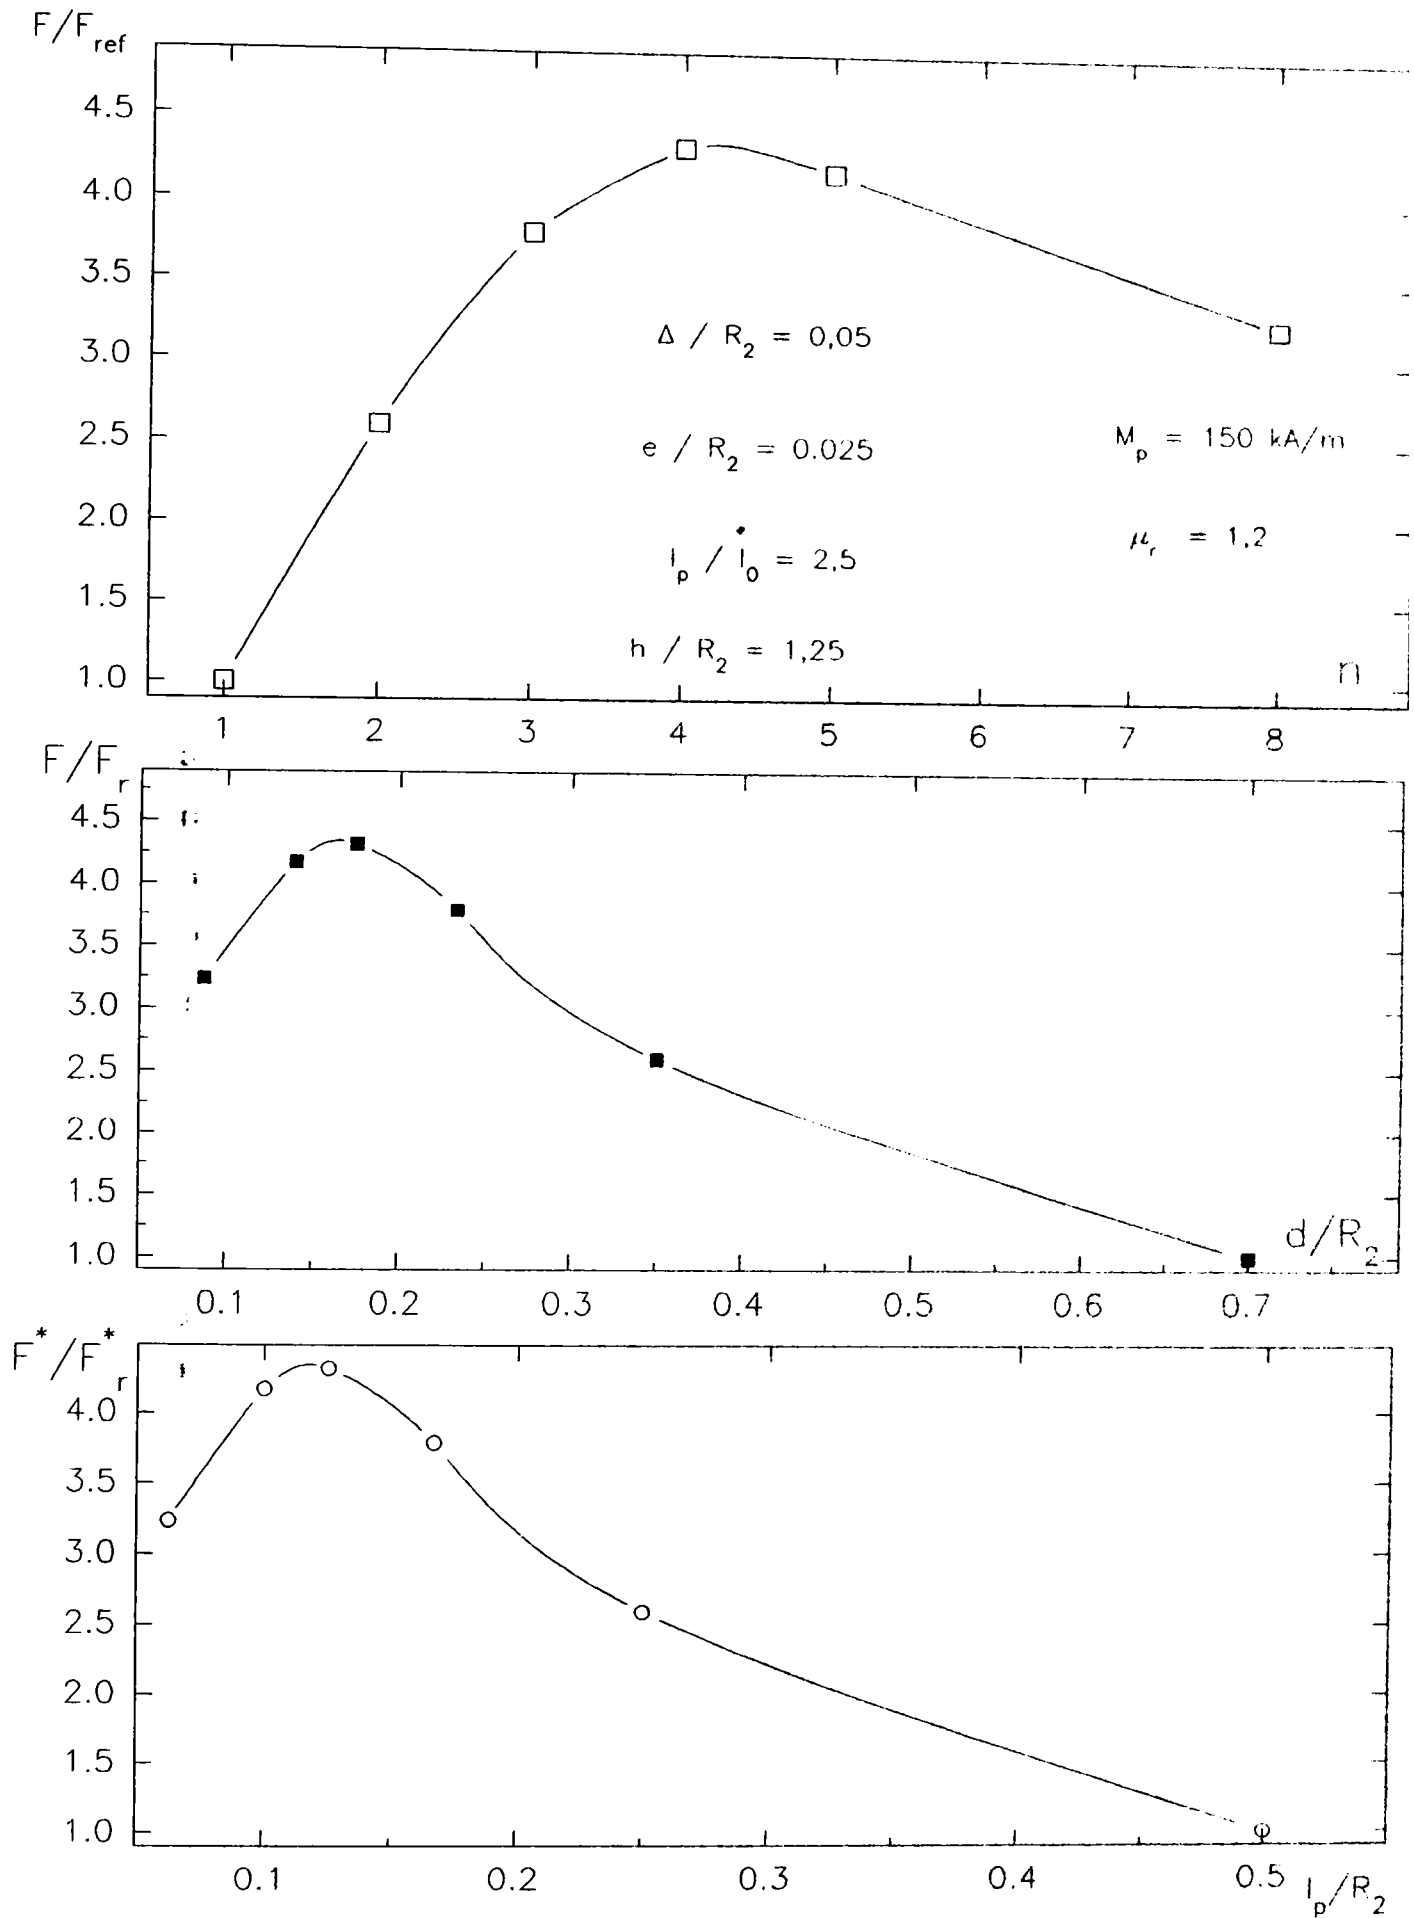 F/F_ref
4.5
4.0
3.5
3.0
2.5
2.0
1.5
1.0
Δ / R_2 = 0,05
e / R_2 = 0.025
M_p = 150 kA/m
l_p / l_0 = 2,5
μ_r = 1,2
h / R_2 = 1,25
n
1 2 3 4 5 6 7 8
F/F_r
4.5
4.0
3.5
3.0
2.5
2.0
1.5
1.0
d/R_2
0.1 0.2 0.3 0.4 0.5 0.6 0.7
F*/F*_r
4.0
3.5
3.0
2.5
2.0
1.5
1.0
0.1 0.2 0.3 0.4 0.5
l_p/R_2